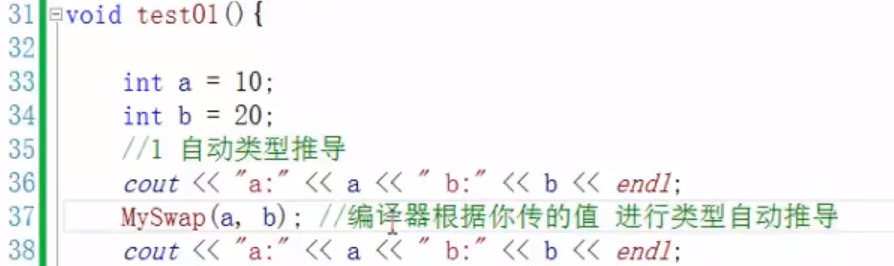 31 void test01(){
32
33 int a = 10;
34 int b = 20;
35 //1 自动类型推导
36 cout << "a:" << a << " b:" << b << endl;
37 MySwap(a, b); //编译器根据你传的值 进行类型自动推导
38 cout << "a:" << a << " b:" << b << endl;